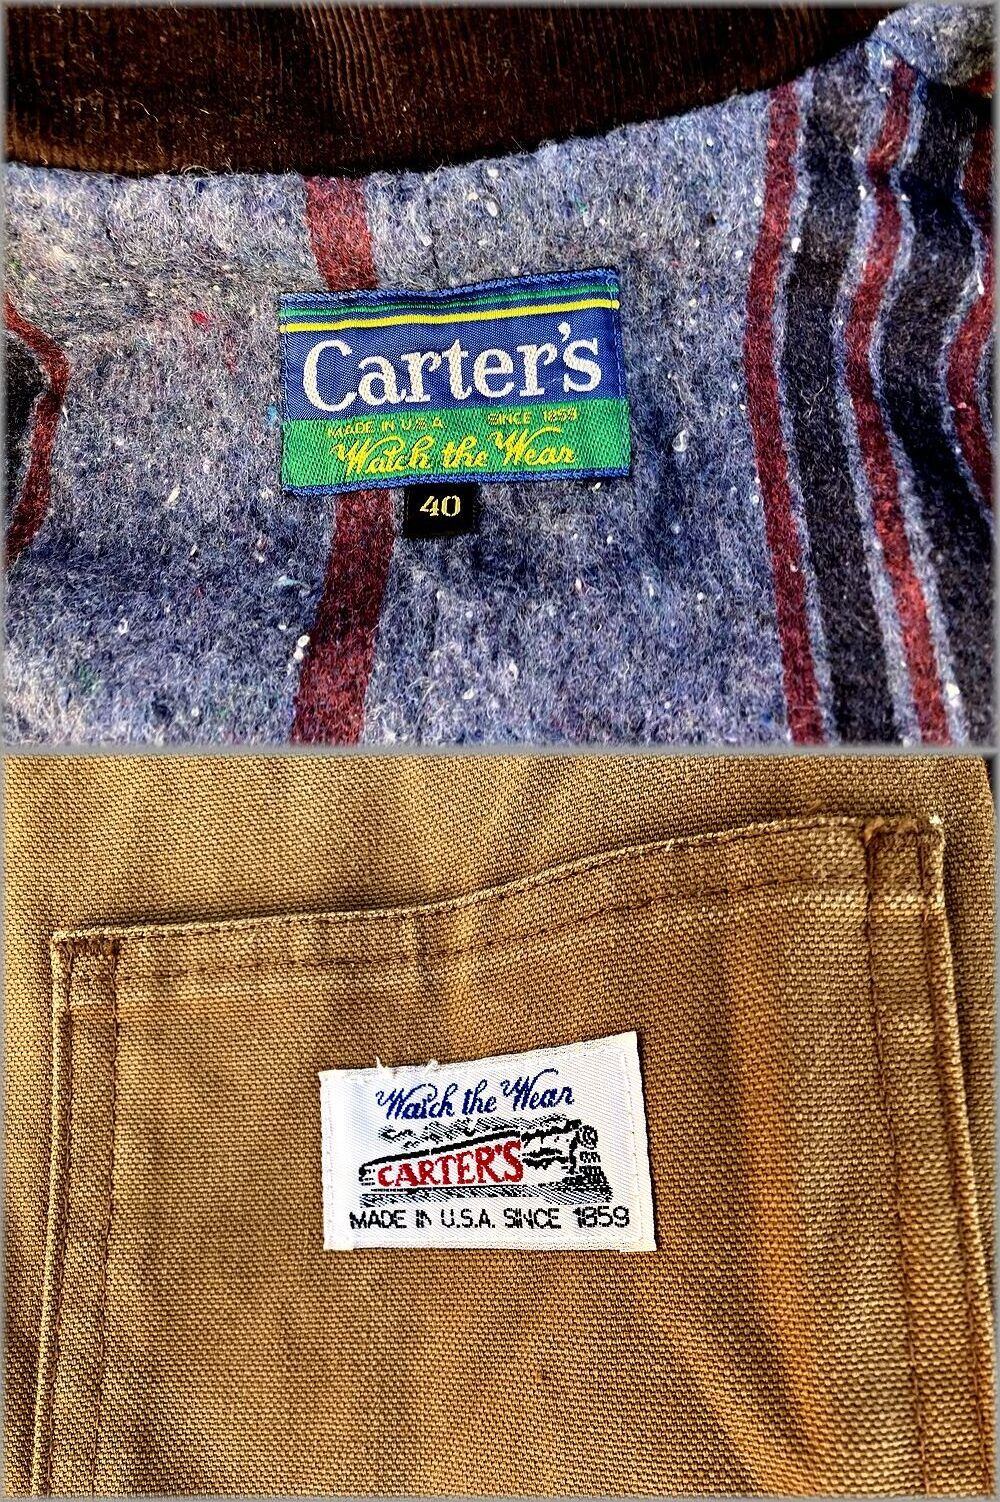 Carter's
MADE IN U.S.A. SINCE 1859
Watch the Wear
40
Watch the Wear
CARTER'S
MADE IN U.S.A. SINCE 1859